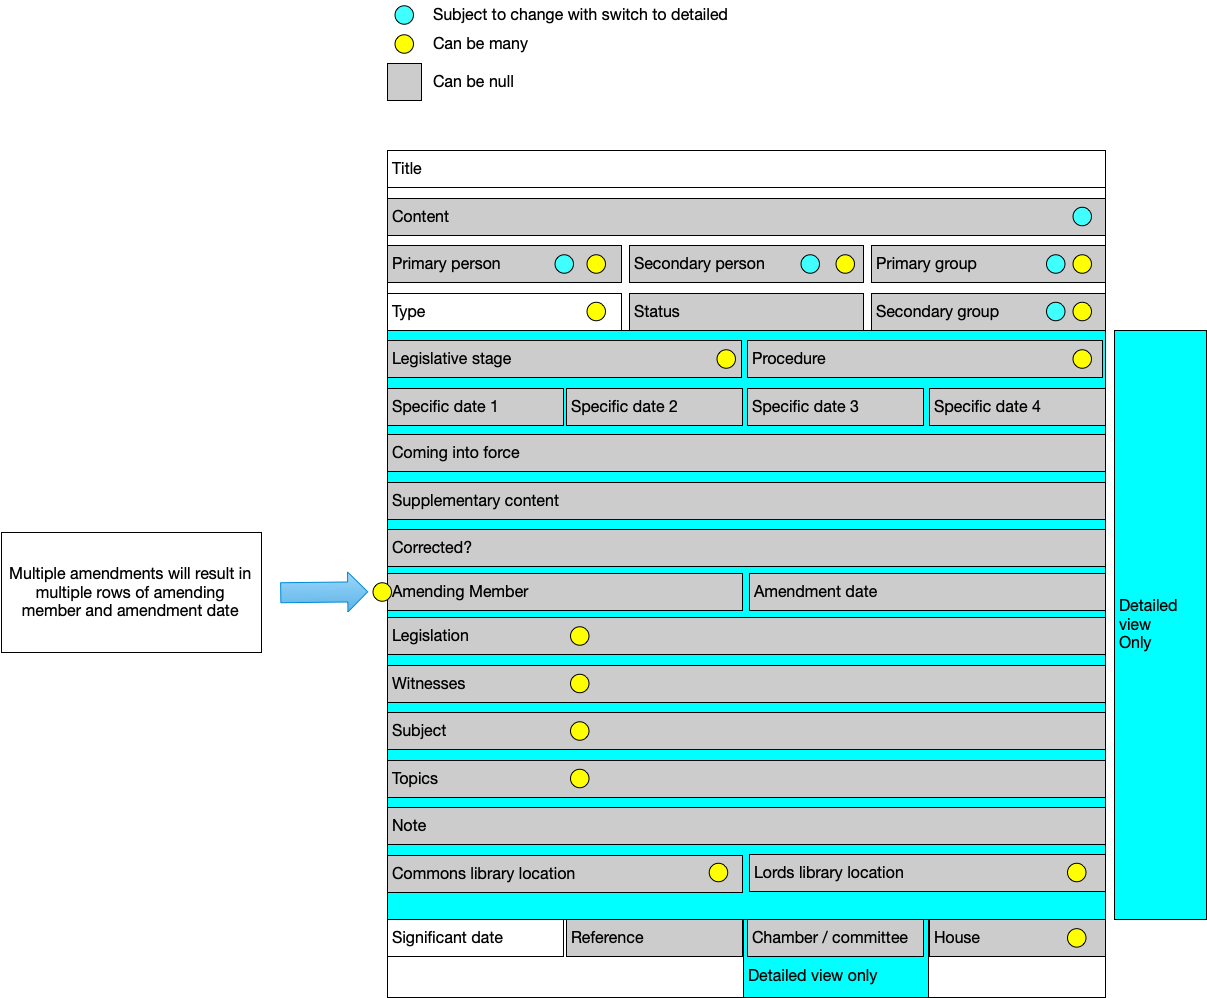 Subject to change with switch to detailed
Can be many
Can be null
Title
Content
Primary person
Secondary person
Primary group
Type
Status
Secondary group
Legislative stage
Procedure
Specific date 1
Specific date 2
Specific date 3
Specific date 4
Coming into force
Supplementary content
Corrected?
Multiple amendments will result in
multiple rows of amending
member and amendment date
Amending Member
Amendment date
Detailed
view
Only
Legislation
Witnesses
Subject
Topics
Note
Commons library location
Lords library location
Significant date
Reference
Chamber / committee
House
Detailed view only